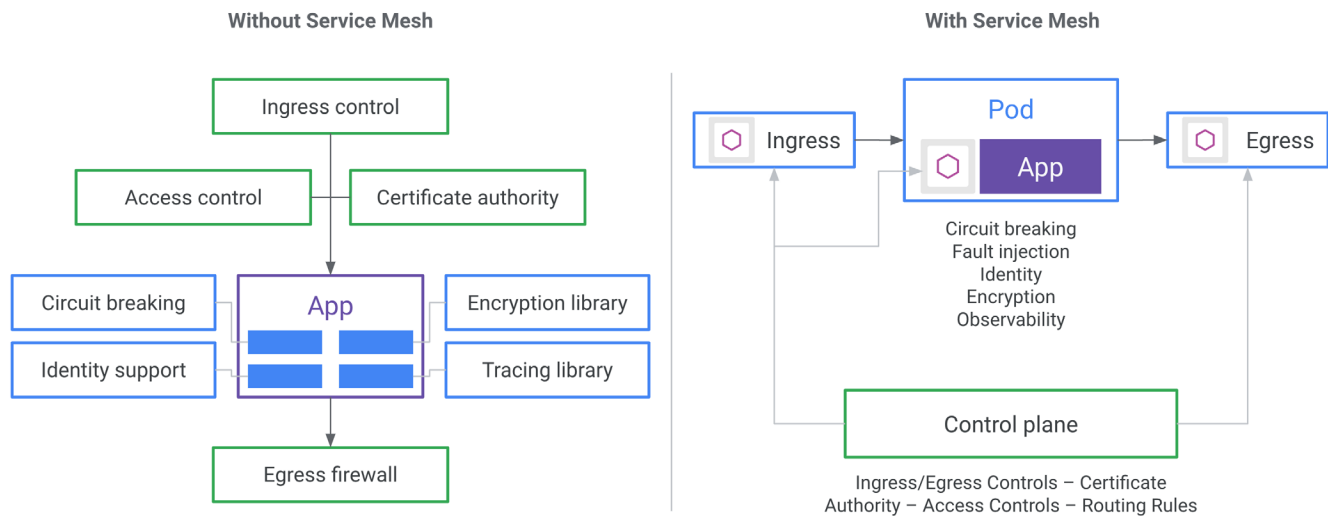 Without Service Mesh
Ingress control
Access control
Certificate authority
Circuit breaking
App
Encryption library
Identity support
Tracing library
Egress firewall
With Service Mesh
Ingress
Pod
App
Egress
Circuit breaking
Fault injection
Identity
Encryption
Observability
Control plane
Ingress/Egress Controls – Certificate
Authority – Access Controls – Routing Rules